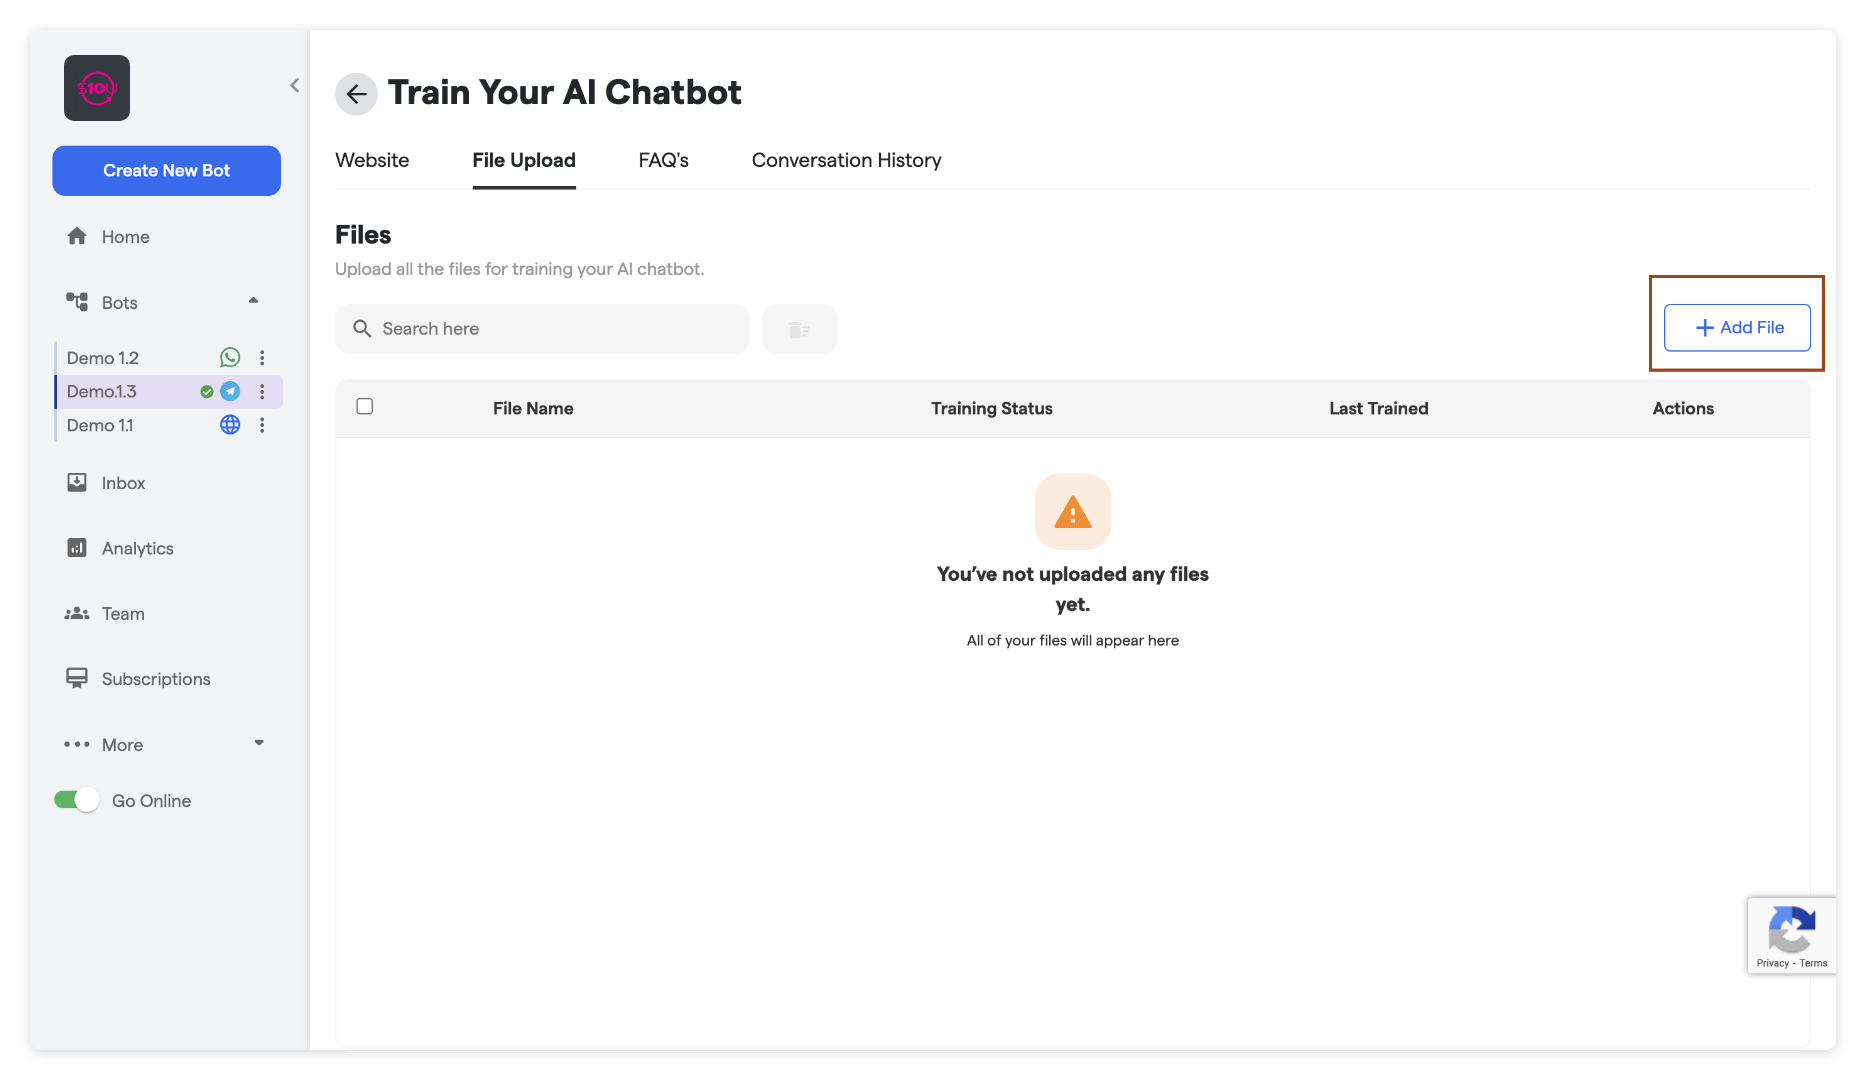 $10U
Train Your AI Chatbot
Create New Bot
Website
File Upload
FAQ's
Conversation History
Home
Files
Upload all the files for training your AI chatbot.
Bots
Search here
Add File
Demo 1.2
Demo.1.3
Demo 1.1
File Name
Training Status
Last Trained
Actions
Inbox
Analytics
Team
Subscriptions
More
Go Online
You’ve not uploaded any files
yet.
All of your files will appear here
Privacy - Terms